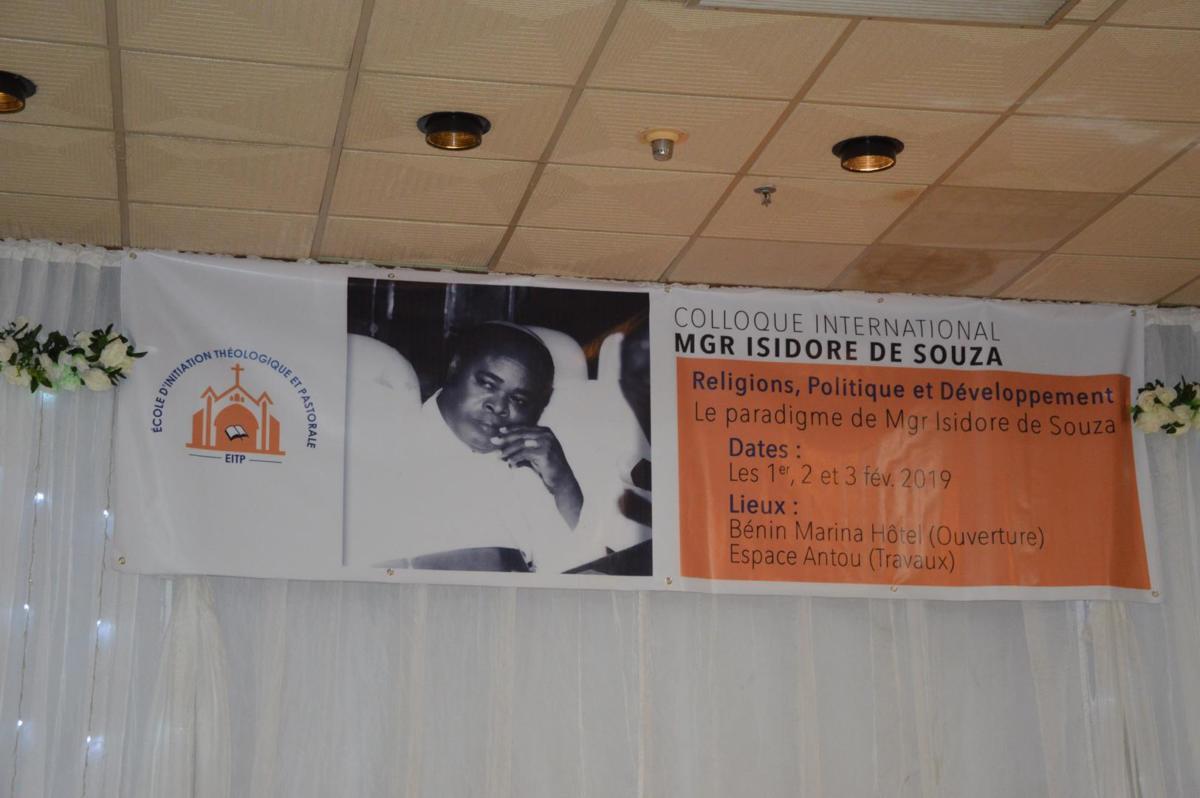 ÉCOLE D'INITIATION THÉOLOGIQUE ET PASTORALE
EITP
COLLOQUE INTERNATIONAL
MGR ISIDORE DE SOUZA
Religions, Politique et Développement
Le paradigme de Mgr Isidore de Souza
Dates :
Les 1er, 2 et 3 fév. 2019
Lieux :
Bénin Marina Hôtel (Ouverture)
Espace Antou (Travaux)